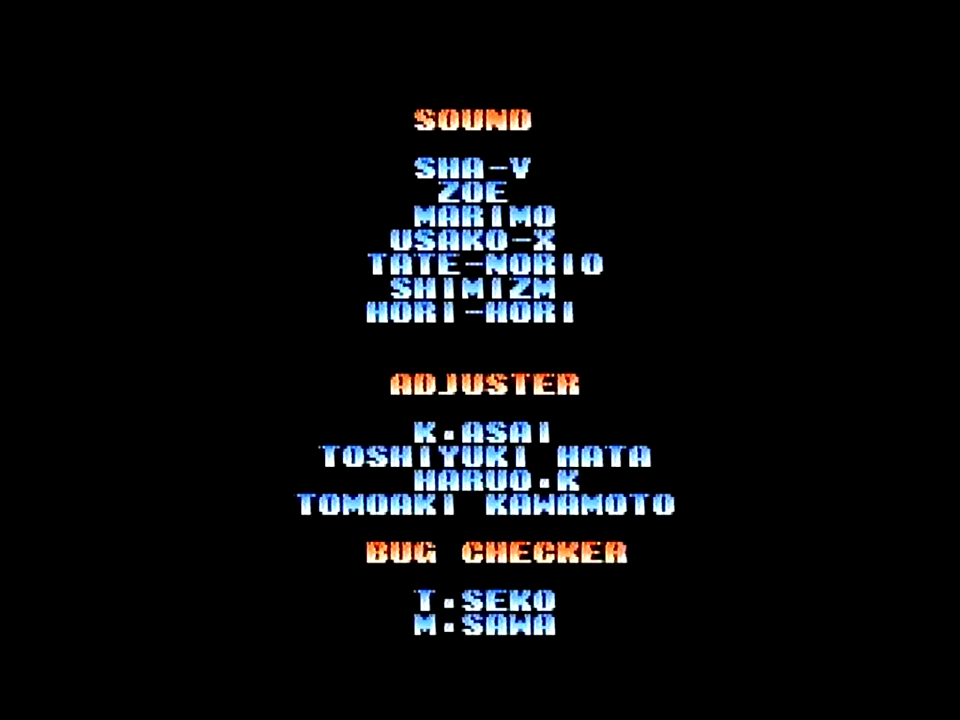 SOUND
SHA-V
ZOE
MARIMO
USAKO-X
TATE-NORIO
SHIMIZM
HORI-HORI
ADJUSTER
K.ASAI
TOSHIYUKI HATA
HARUO.K
TOMOAKI KAWAMOTO
BUG CHECKER
T.SEKO
M.SAWA